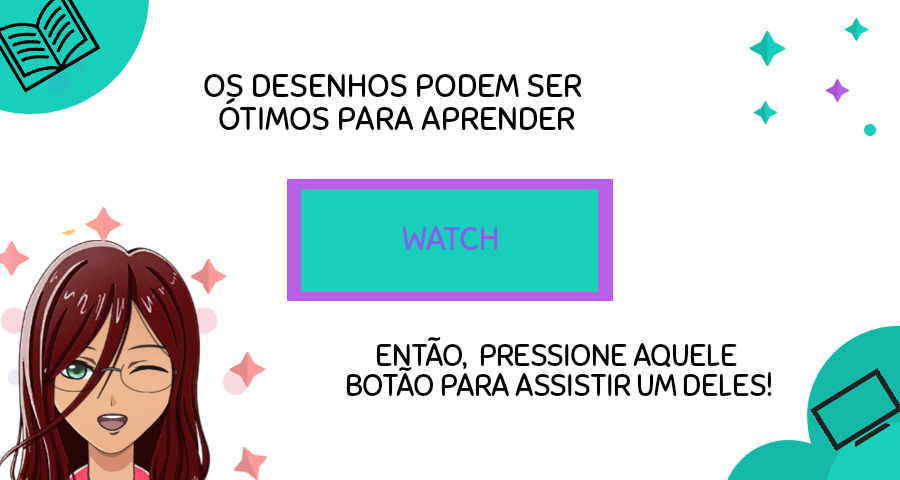 OS DESENHOS PODEM SER
ÓTIMOS PARA APRENDER
WATCH
ENTÃO, PRESSIONE AQUELE
BOTÃO PARA ASSISTIR UM DELES!